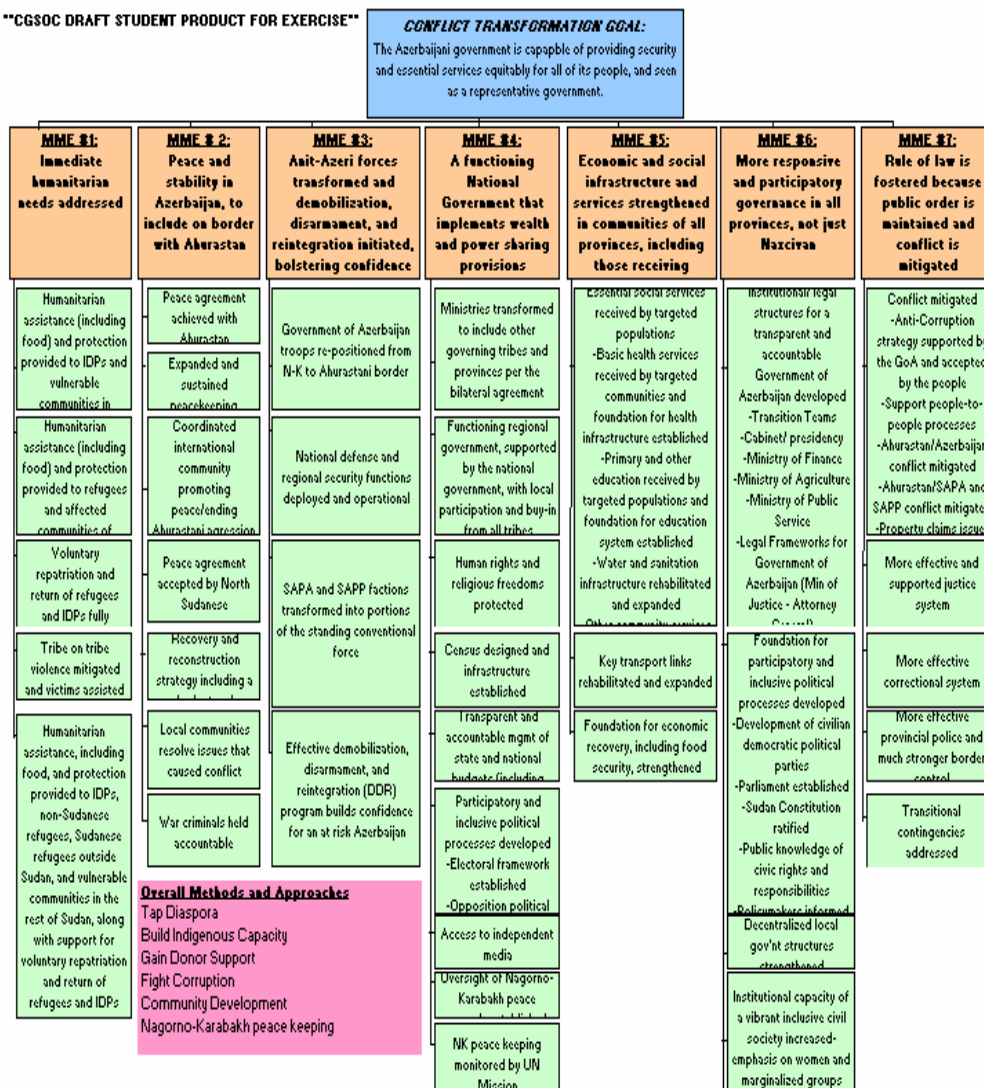 **CGSOC DRAFT STUDENT PRODUCT FOR EXERCISE**
CONFLICT TRANSFORMATION GOAL:
The Azerbaijani government is capapble of providing security
and essential services equitably for all of its people, and seen
as a representative government.
MME $1:
Immediate
humanitarian
needs addressed
MME $ 2:
Peace and
stability in
Azerbaijan, to
include on border
with Ahurastan
MME $3:
Anit-Azeri forces
transformed and
demobilization,
disarmament, and
reintegration initiated,
bolstering confidence
MME $4:
A functioning
National
Government that
implements wealth
and power sharing
provisions
MME $5:
Economic and social
infrastructure and
services strengthened
in communities of all
provinces, including
those receiving
MME $6:
More responsive
and participatory
governance in all
provinces, not just
Naxcivan
MME $7:
Rule of law is
fostered because
public order is
maintained and
conflict is
mitigated
Humanitarian
assistance (including
food) and protection
provided to IDPs and
vulnerable
communities in
Humanitarian
assistance (including
food) and protection
provided to refugees
and affected
communities of
Voluntary
repatriation and
return of refugees
and IDPs fully
Tribe on tribe
violence mitigated
and victims assisted
Humanitarian
assistance, including
food, and protection
provided to IDPs,
non-Sudanese
refugees, Sudanese
refugees outside
Sudan, and vulnerable
communities in the
rest of Sudan, along
with support for
voluntary repatriation
and return of
refugees and IDPs
Peace agreement
achieved with
Ahurastan
Expanded and
sustained
peacekeeping
Coordinated
international
community
promoting
peace/ending
Ahurastani agression
Peace agreement
accepted by North
Sudanese
Recovery and
reconstruction
strategy including a
Local communities
resolve issues that
caused conflict
War criminals held
accountable
Government of Azerbaijan
troops re-positioned from
N-K to Ahurastani border
National defense and
regional security functions
deployed and operational
SAPA and SAPP factions
transformed into portions
of the standing conventional
force
Effective demobilization,
disarmament, and
reintegration (DDR)
program builds confidence
for an at risk Azerbaijan
Ministries transformed
to include other
governing tribes and
provinces per the
bilateral agreement
Functioning regional
government, supported
by the national
government, with local
participation and buy-in
from all tribes
Human rights and
religious freedoms
protected
Census designed and
infrastructure
established
Transparent and
accountable mgmt of
state and national
budgets (including
Participatory and
inclusive political
processes developed
-Electoral framework
established
-Opposition political
Access to independent
media
Oversight of Nagorno-
Karabakh peace
NK peace keeping
monitored by UN
Mission
Essential social services
received by targeted
populations
-Basic health services
received by targeted
communities and
foundation for health
infrastructure established
-Primary and other
education received by
targeted populations and
foundation for education
system established
-Water and sanitation
infrastructure rehabilitated
and expanded
Key transport links
rehabilitated and expanded
Foundation for economic
recovery, including food
security, strengthened
Institutional/ legal
structures for a
transparent and
accountable
Government of
Azerbaijan developed
-Transition Teams
-Cabinet/ presidency
-Ministry of Finance
-Ministry of Agriculture
-Ministry of Public
Service
-Legal Frameworks for
Government of
Azerbaijan (Min of
Justice - Attorney
General)
Foundation for
participatory and
inclusive political
processes developed
-Development of civilian
democratic political
parties
-Parliament established
-Sudan Constitution
ratified
-Public knowledge of
civic rights and
responsibilities
-Policymakers informed
Decentralized local
gov'nt structures
strengthened
Institutional capacity of
a vibrant inclusive civil
society increased-
emphasis on women and
marginalized groups
Conflict mitigated
-Anti-Corruption
strategy supported by
the GoA and accepted
by the people
-Support people-to-
people processes
-Ahurastan/Azerbaijan
conflict mitigated
-Ahurastan/SAPA and
SAPP conflict mitigated
-Property claims issue
More effective and
supported justice
system
More effective
correctional system
More effective
provincial police and
much stronger border
control
Transitional
contingencies
addressed
Overall Methods and Approaches
Tap Diaspora
Build Indigenous Capacity
Gain Donor Support
Fight Corruption
Community Development
Nagorno-Karabakh peace keeping